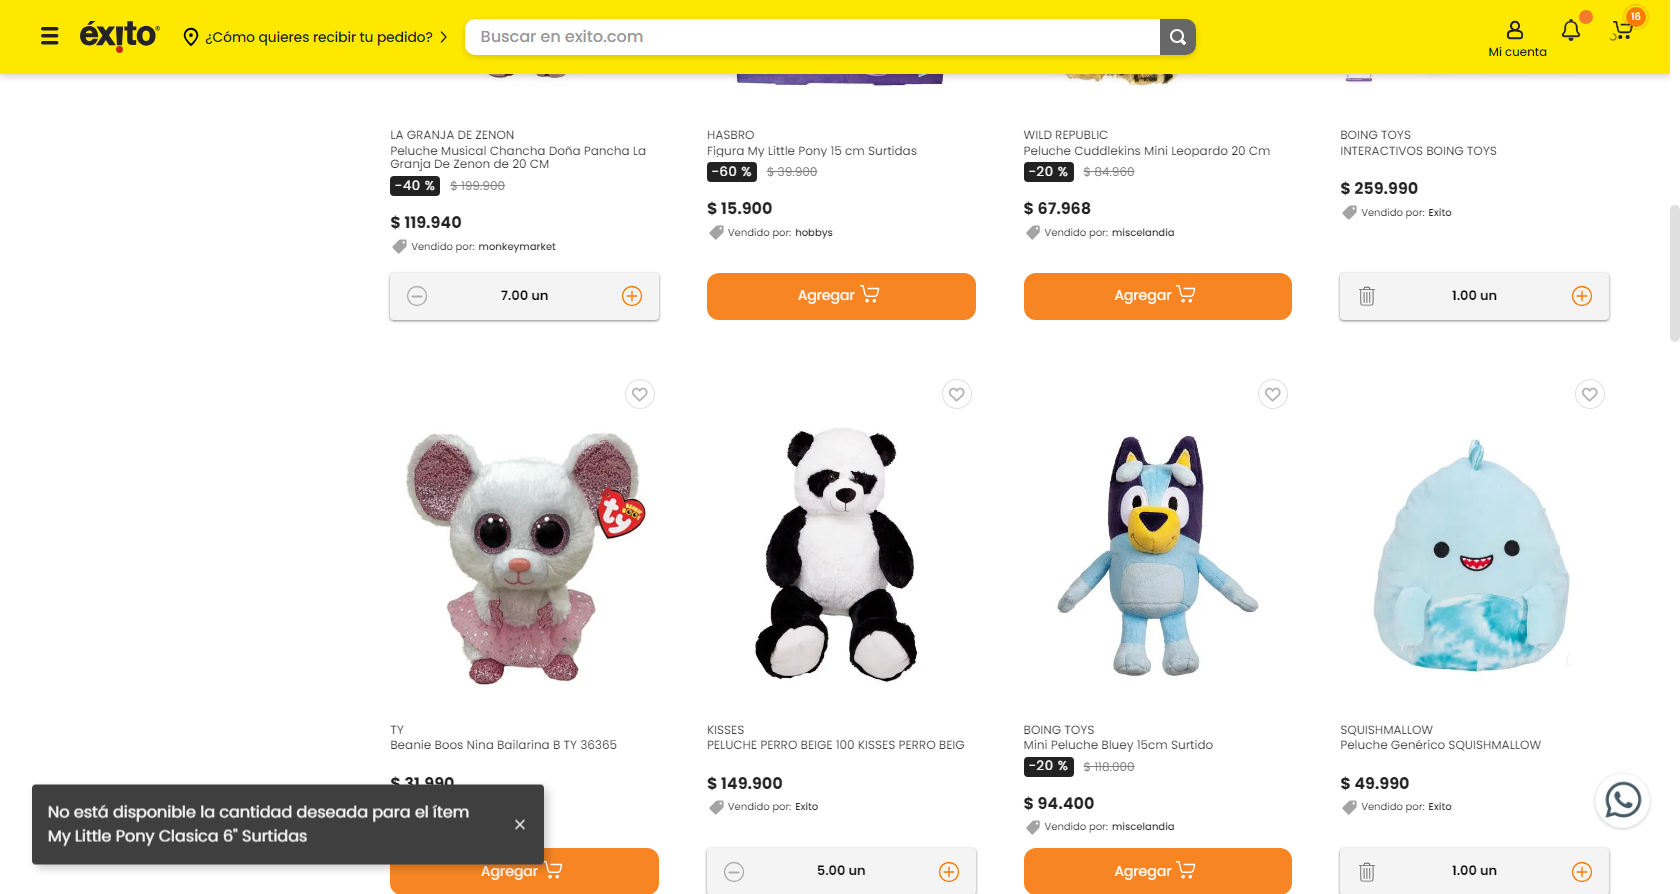 éxito
¿Cómo quieres recibir tu pedido?
Buscar en exito.com
Mi cuenta
16
LA GRANJA DE ZENON
Peluche Musical Chancha Doña Pancha La
Granja De Zenon de 20 CM
-40 % $ 199.900
$ 119.940
Vendido por: monkeymarket
7.00 un
HASBRO
Figura My Little Pony 15 cm Surtidas
-60 % $ 39.900
$ 15.900
Vendido por: hobbys
Agregar
WILD REPUBLIC
Peluche Cuddlekins Mini Leopardo 20 Cm
-20 % $ 84.960
$ 67.968
Vendido por: miscelandia
Agregar
BOING TOYS
INTERACTIVOS BOING TOYS
$ 259.990
Vendido por: Exito
1.00 un
ty
TY
Beanie Boos Nina Bailarina B TY 36365
$ 31.990
Agregar
KISSES
PELUCHE PERRO BEIGE 100 KISSES PERRO BEIG
$ 149.900
Vendido por: Exito
5.00 un
BOING TOYS
Mini Peluche Bluey 15cm Surtido
-20 % $ 118.000
$ 94.400
Vendido por: miscelandia
Agregar
SQUISHMALLOW
Peluche Genérico SQUISHMALLOW
$ 49.990
Vendido por: Exito
1.00 un
No está disponible la cantidad deseada para el ítem
My Little Pony Clasica 6" Surtidas